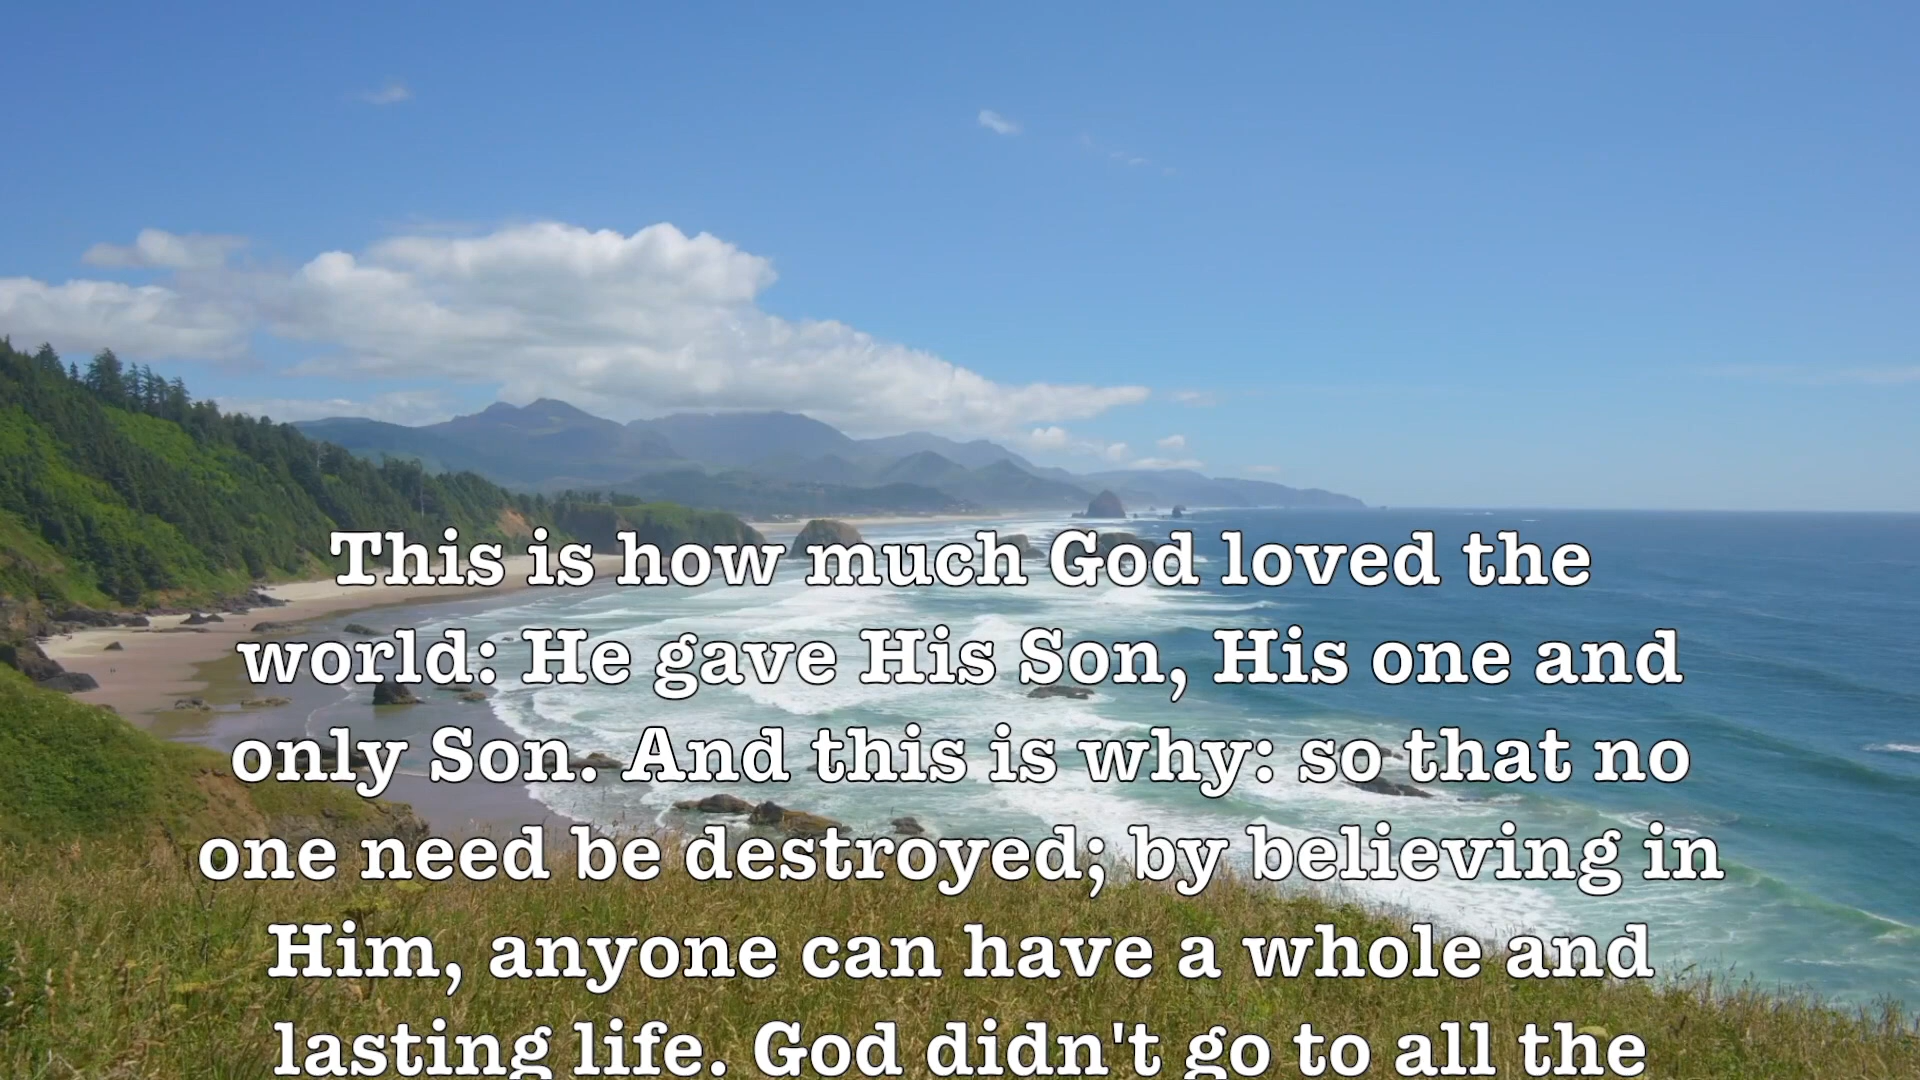 This is how much God loved the
world: He gave His Son, His one and
only Son. And this is why: so that no
one need be destroyed; by believing in
Him, anyone can have a whole and
lasting life. God didn't go to all the